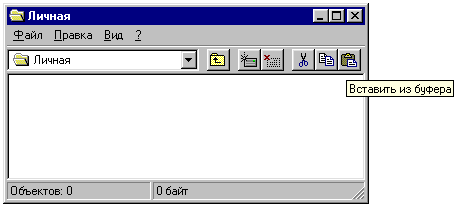 Личная
Файл Правка Вид ?
Личная
Вставить из буфера
Объектов: 0 0 байт